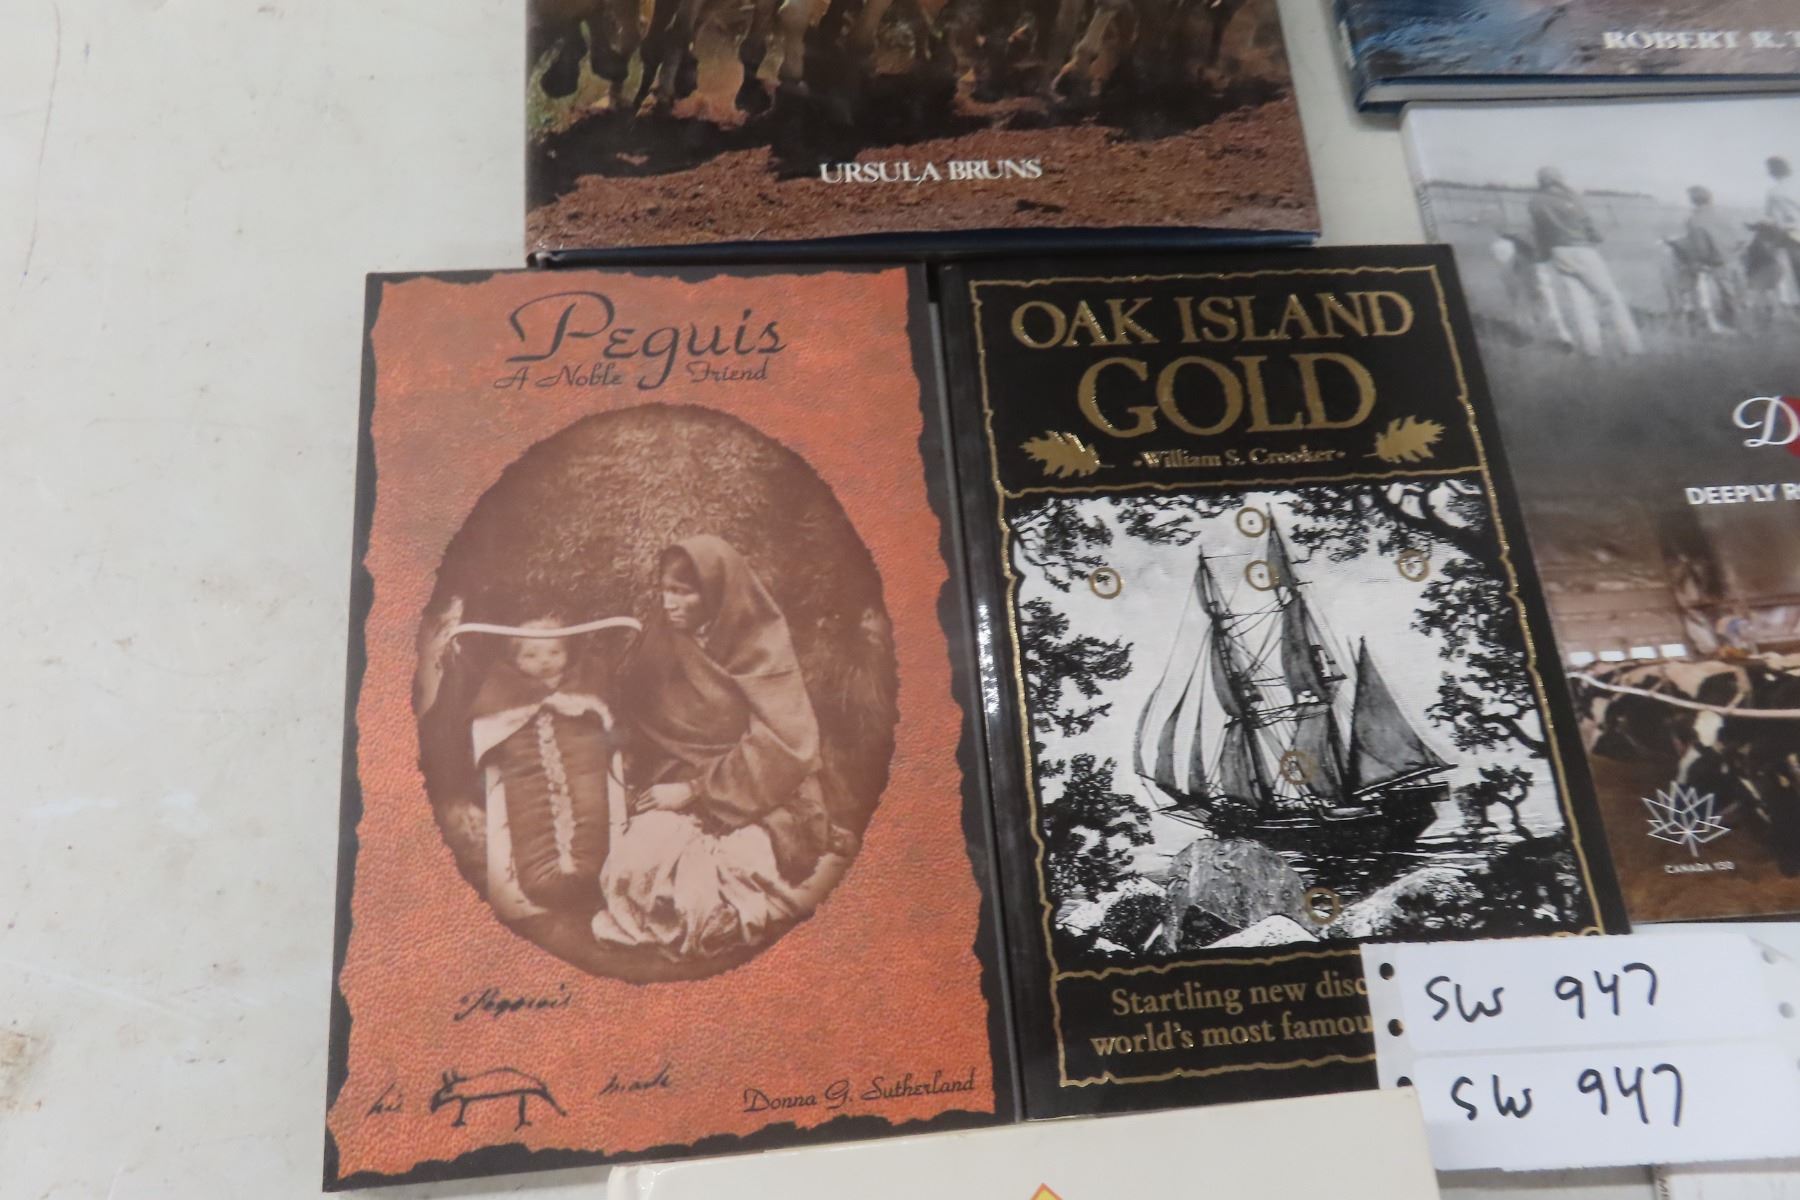 URSULA BRUNS
ROBERT R.
Peguis
A Noble Friend
Pegowis
his mark
Donna G. Sutherland
OAK ISLAND
GOLD
•William S. Crooker•
Startling new disc
world's most famou
DEEPLY R
CANADA 150
SW 947
SW 947